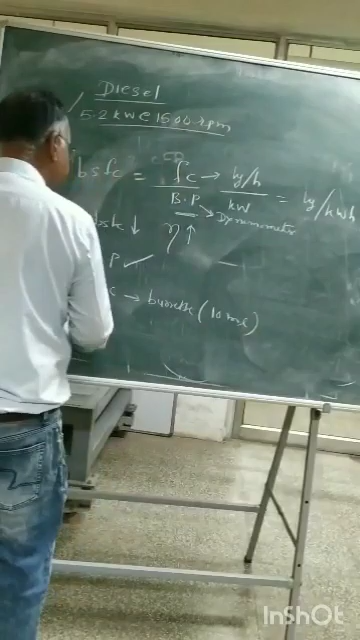 Diesel
5.2 kW @ 1500 rpm
bsfc = fc → kg/h = kg/kWh
B.P kW
→ Dynamometer
bsfc ↓ η ↑
P ✓
c → burette (10 ml)
InShOt